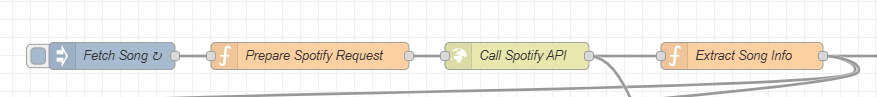 Fetch Song ↻
Prepare Spotify Request
Call Spotify API
Extract Song Info